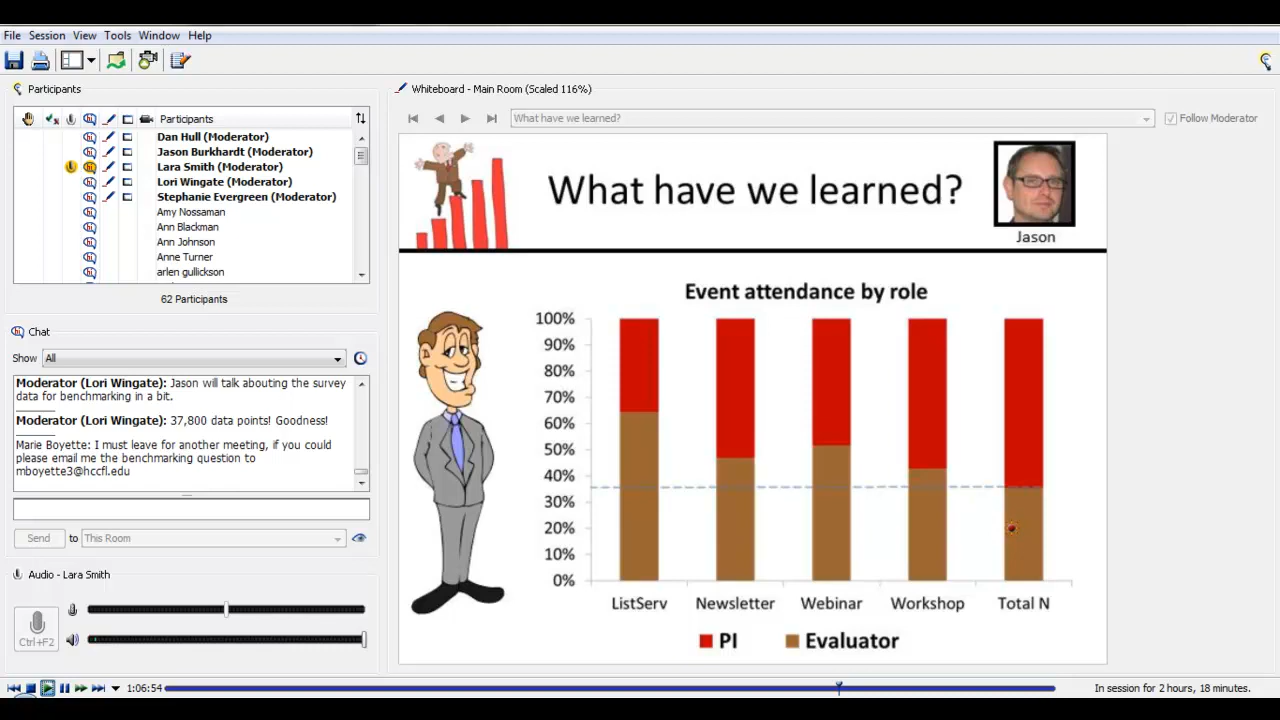 File Session View Tools Window Help
Participants
Participants
Dan Hull (Moderator)
Jason Burkhardt (Moderator)
Lara Smith (Moderator)
Lori Wingate (Moderator)
Stephanie Evergreen (Moderator)
Amy Nossaman
Ann Blackman
Ann Johnson
Anne Turner
arlen gullickson
62 Participants
Chat
Show All
Moderator (Lori Wingate): Jason will talk abouting the survey
data for benchmarking in a bit.
Moderator (Lori Wingate): 37,800 data points! Goodness!
Marie Boyette: I must leave for another meeting, if you could
please email me the benchmarking question to
mboyette3@hccfl.edu
Send to This Room
Audio - Lara Smith
Ctrl+F2
Whiteboard - Main Room (Scaled 116%)
What have we learned?
Follow Moderator
What have we learned?
Jason
Event attendance by role
100%
90%
80%
70%
60%
50%
40%
30%
20%
10%
0%
ListServ Newsletter Webinar Workshop Total N
PI Evaluator
1:06:54
In session for 2 hours, 18 minutes.